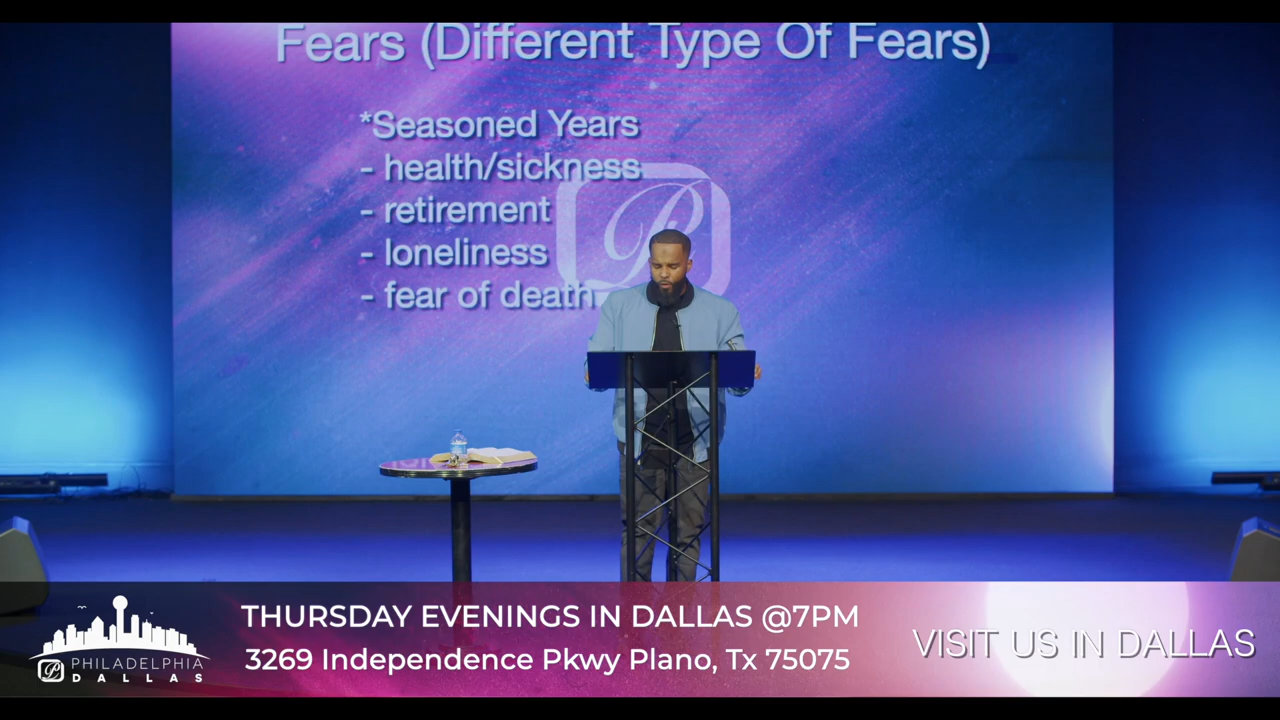 Fears (Different Type Of Fears)
*Seasoned Years
- health/sickness
- retirement
- loneliness
- fear of death
P
THURSDAY EVENINGS IN DALLAS @7PM
3269 Independence Pkwy Plano, Tx 75075
VISIT US IN DALLAS
P PHILADELPHIA
DALLAS